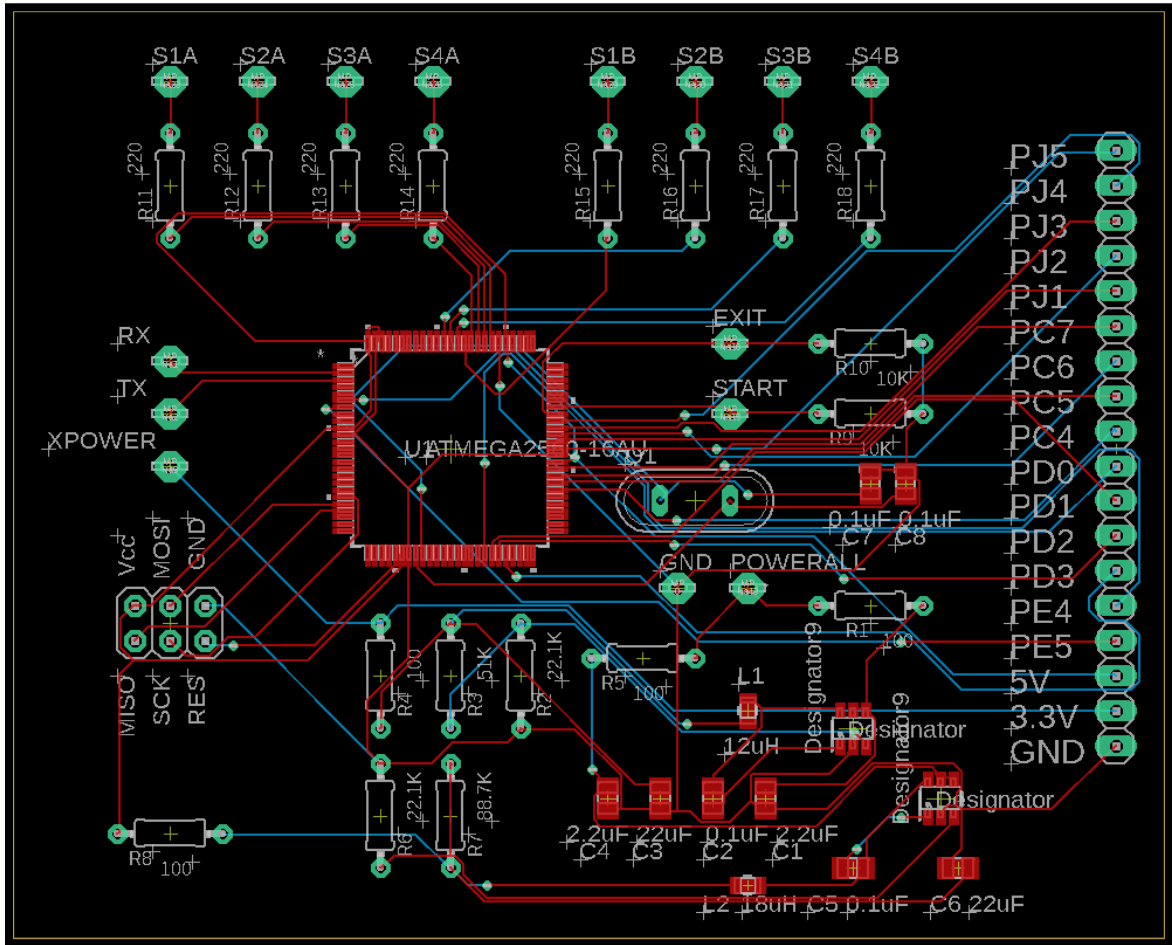 S1A S2A S3A S4A S1B S2B S3B S4B
220 220 220 220 220 220 220 220
R11 R12 R13 R14 R15 R16 R17 R18
PJ5
PJ4
PJ3
PJ2
PJ1
PC7
PC6
PC5
PC4
PD0
PD1
PD2
PD3
PE4
PE5
5V
3.3V
GND
RX
TX
XPOWER
*
EXIT
R10
10K
START
R9
10K
U1
0.1uF 0.1uF
C7 C8
Vcc MOSI GND
MISO SCK RES
GND POWERALL
R1
100
100 51K 22.1K
R4 R3 R2
R5
100
L1
12uH
Designator9
Designator
Designator9
Designator
22.1K 88.7K
R6 R7
R8
100
2.2uF 22uF 0.1uF 2.2uF
C4 C3 C2 C1
L2 18uH C5 0.1uF C6 22uF